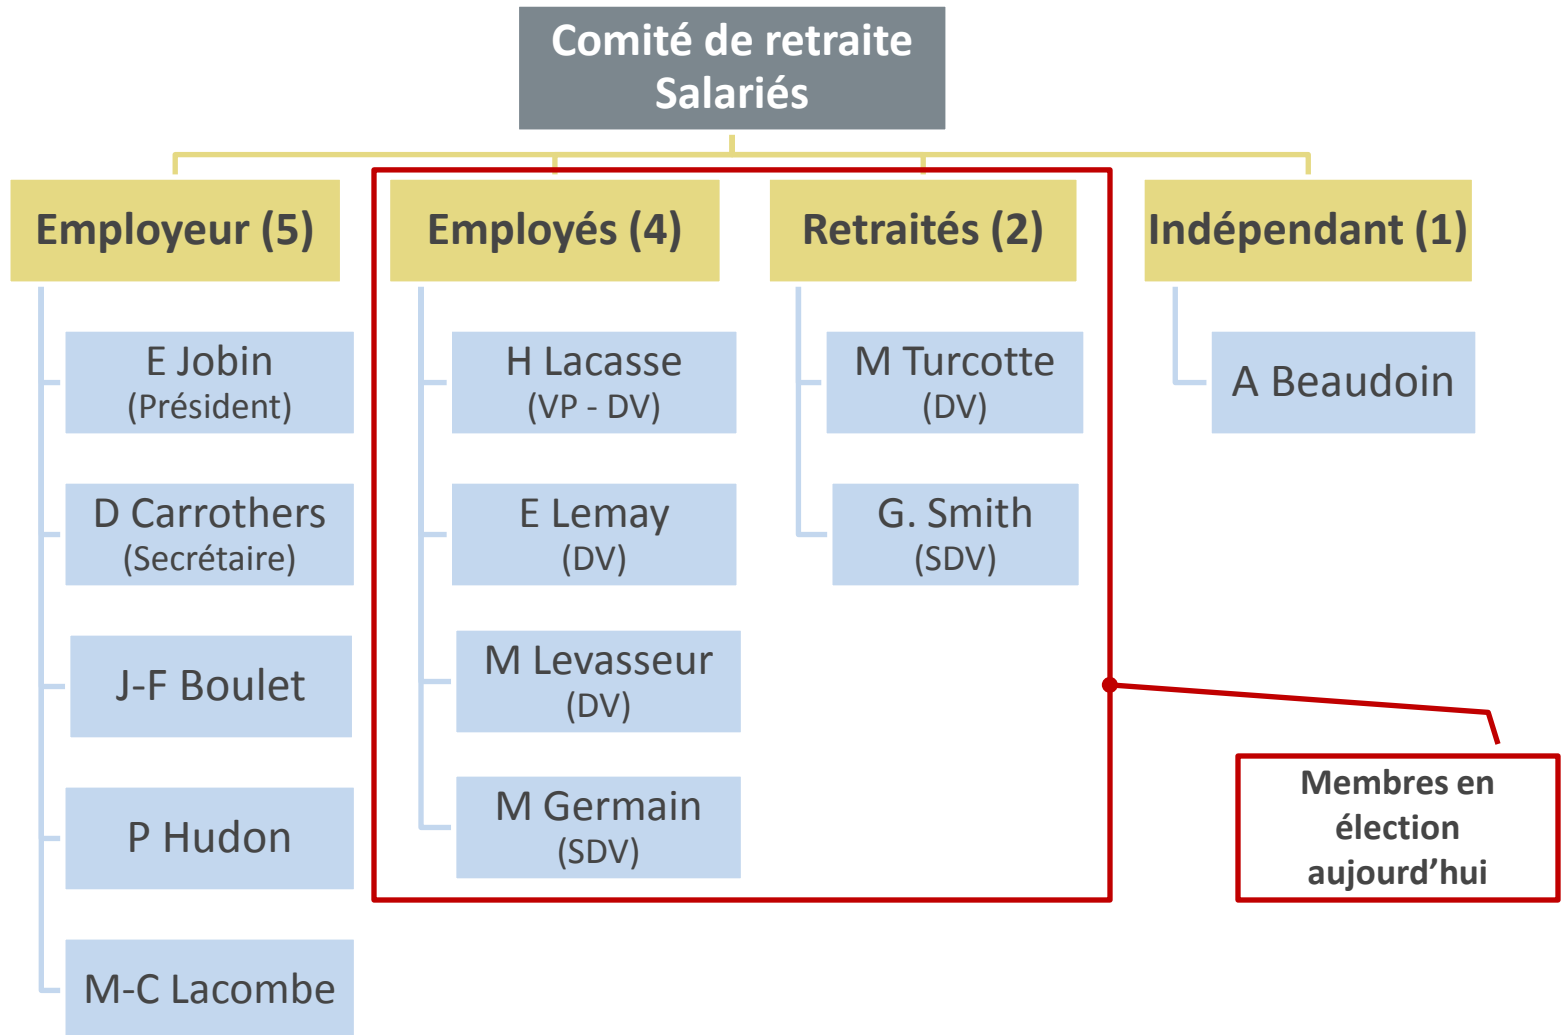 Comité de retraite
Salariés
Employeur (5)
E Jobin
(Président)
D Carrothers
(Secrétaire)
J-F Boulet
P Hudon
M-C Lacombe
Employés (4)
H Lacasse
(VP - DV)
E Lemay
(DV)
M Levasseur
(DV)
M Germain
(SDV)
Retraités (2)
M Turcotte
(DV)
G. Smith
(SDV)
Indépendant (1)
A Beaudoin
Membres en
élection
aujourd’hui